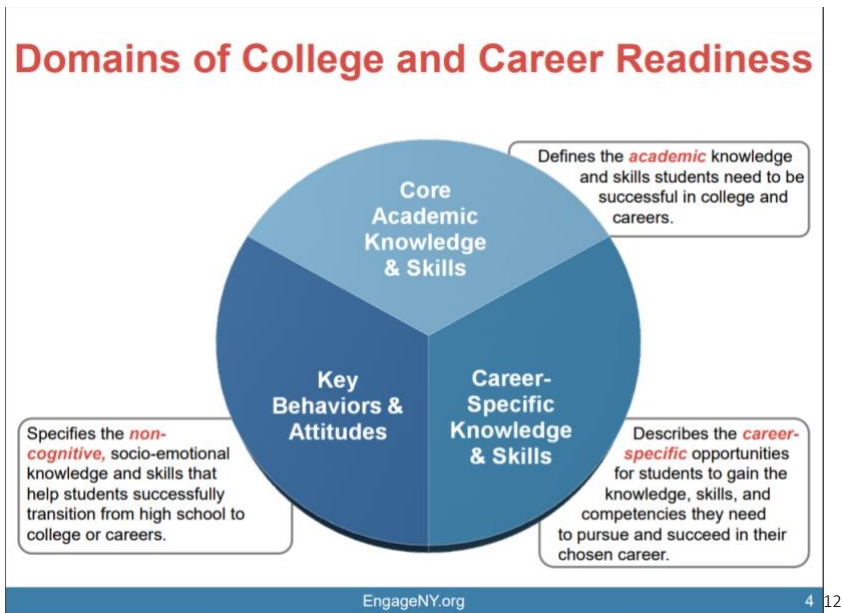 Domains of College and Career Readiness
Defines the academic knowledge
and skills students need to be
successful in college and
careers.
Core
Academic
Knowledge
& Skills
Key
Behaviors &
Attitudes
Career-
Specific
Knowledge
& Skills
Specifies the non-
cognitive, socio-emotional
knowledge and skills that
help students successfully
transition from high school to
college or careers.
Describes the career-
specific opportunities
for students to gain the
knowledge, skills, and
competencies they need
to pursue and succeed in their
chosen career.
EngageNY.org
4
12